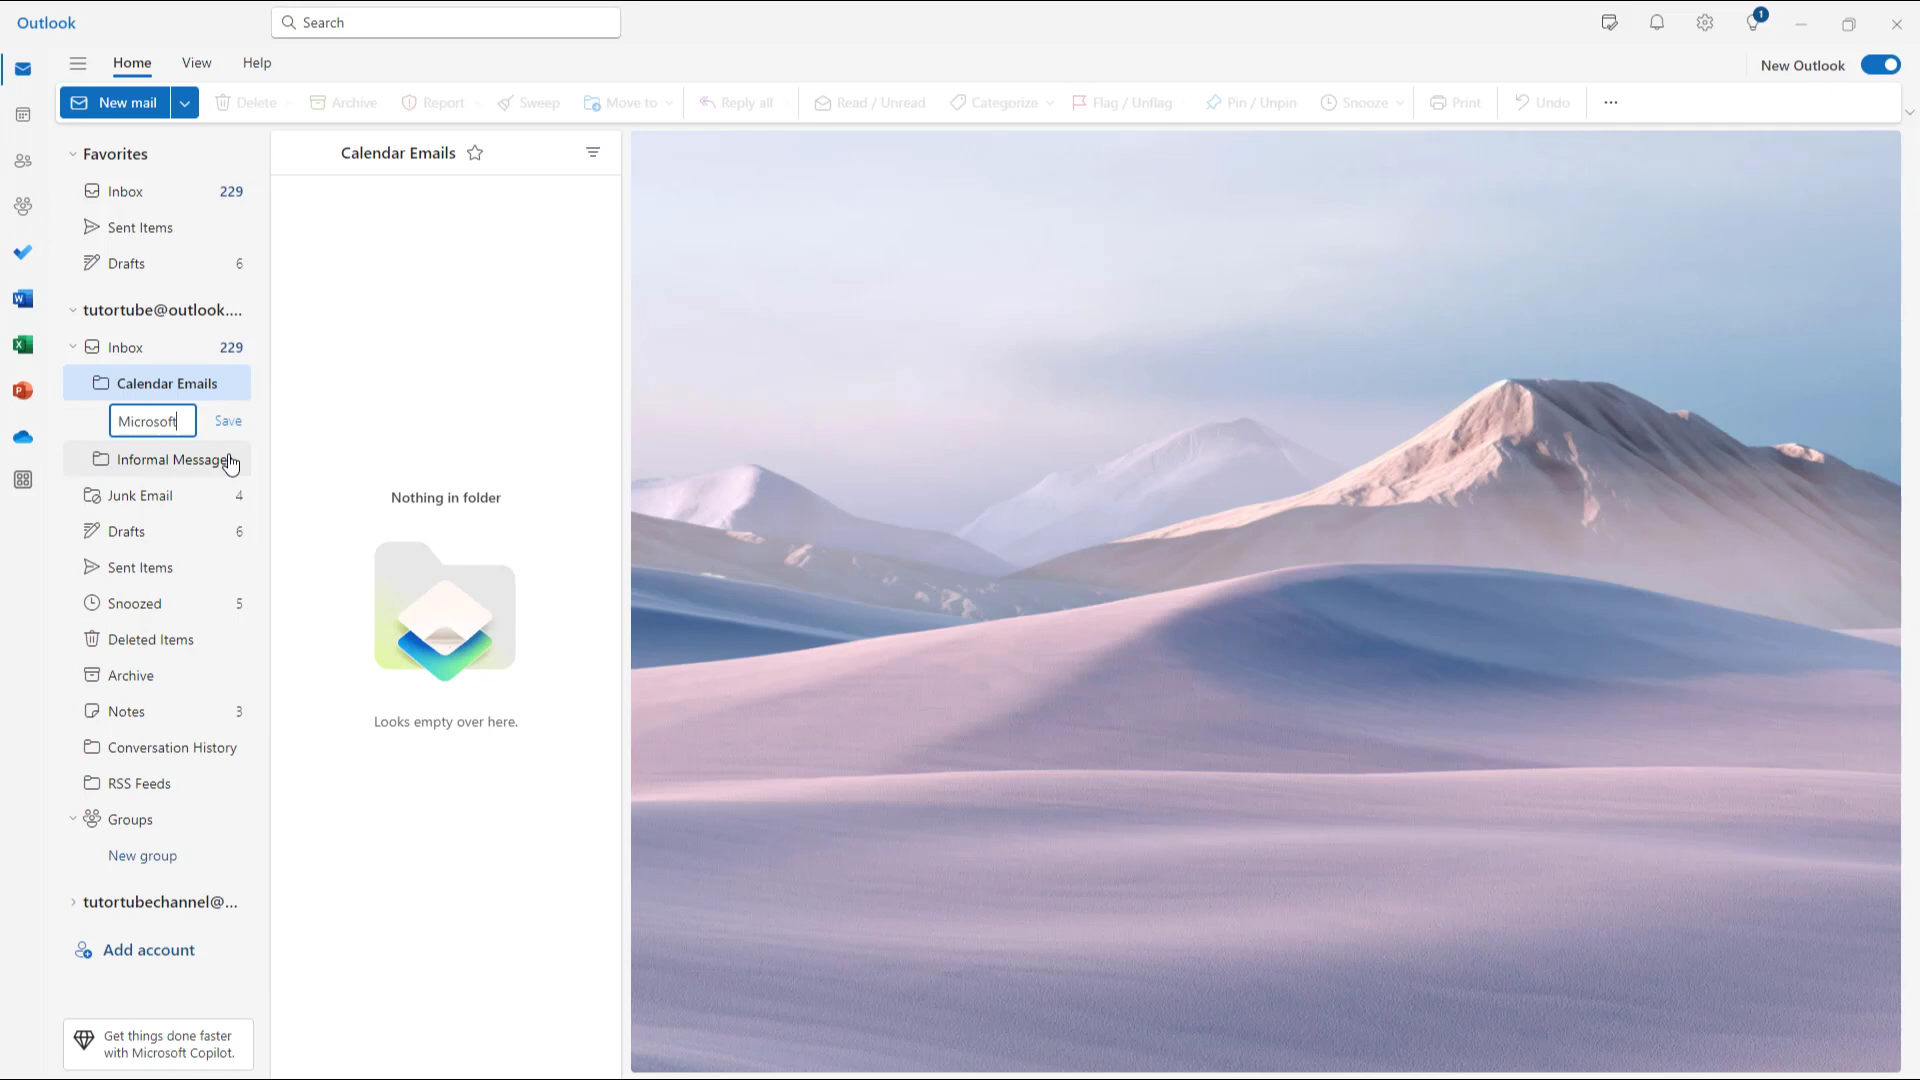 Outlook
Search
1
Home View Help
New Outlook
New mail
Delete
Archive
Report
Sweep
Move to
Reply all
Read / Unread
Categorize
Flag / Unflag
Pin / Unpin
Snooze
Print
Undo
Favorites
Inbox 229
Sent Items
Drafts 6
tutortube@outlook....
Inbox 229
Calendar Emails
Microsoft Save
Informal Message
Junk Email 4
Drafts 6
Sent Items
Snoozed 5
Deleted Items
Archive
Notes 3
Conversation History
RSS Feeds
Groups
New group
tutortubechannel@...
Add account
Get things done faster
with Microsoft Copilot.
Calendar Emails
Nothing in folder
Looks empty over here.